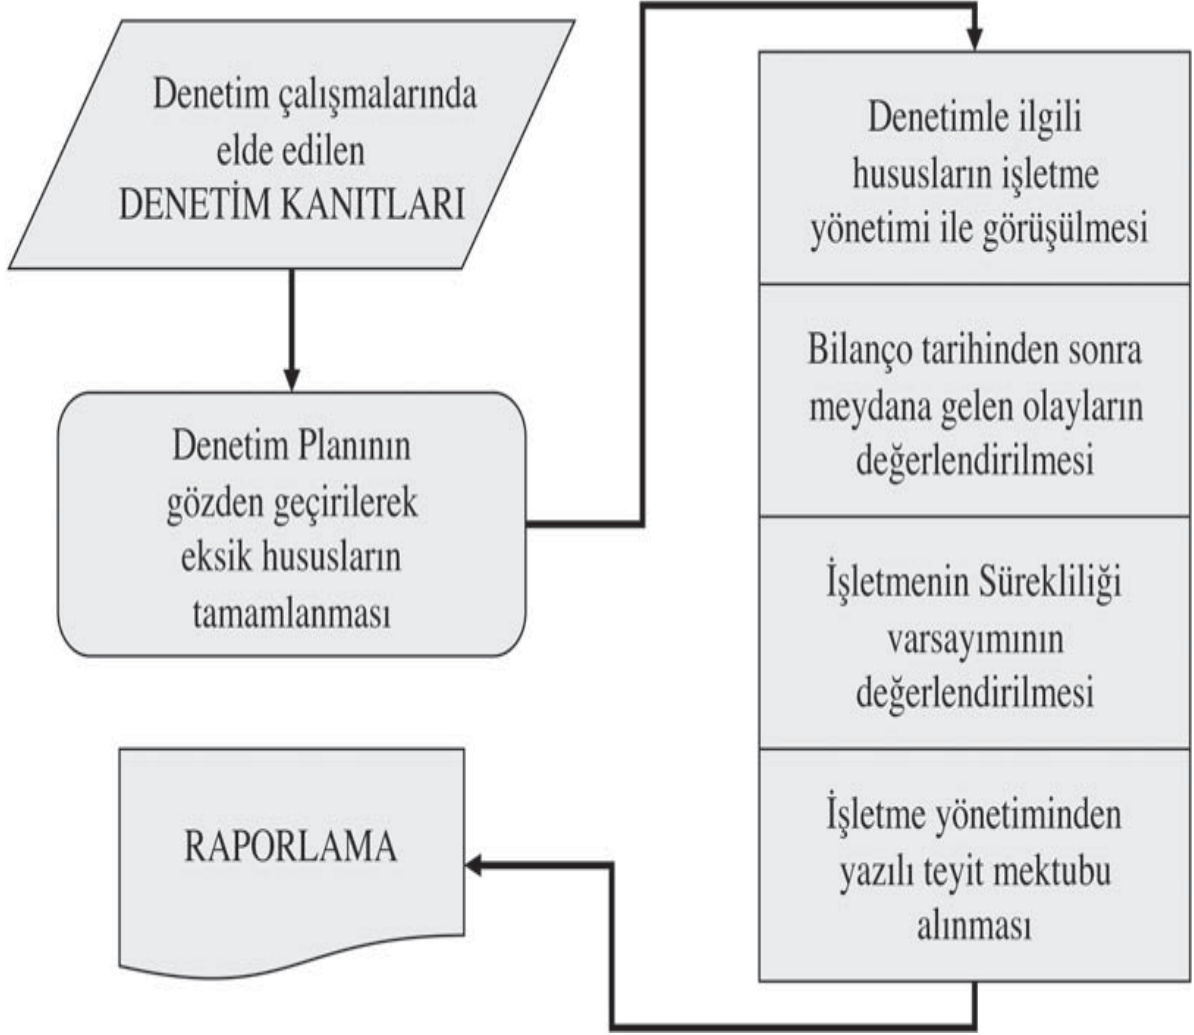 Denetim çalışmalarında
elde edilen
DENETİM KANITLARI
Denetim Planının
gözden geçirilerek
eksik hususların
tamamlanması
Denetimle ilgili
hususların işletme
yönetimi ile görüşülmesi
Bilanço tarihinden sonra
meydana gelen olayların
değerlendirilmesi
İşletmenin Sürekliliği
varsayımının
değerlendirilmesi
İşletme yönetiminden
yazılı teyit mektubu
alınması
RAPORLAMA